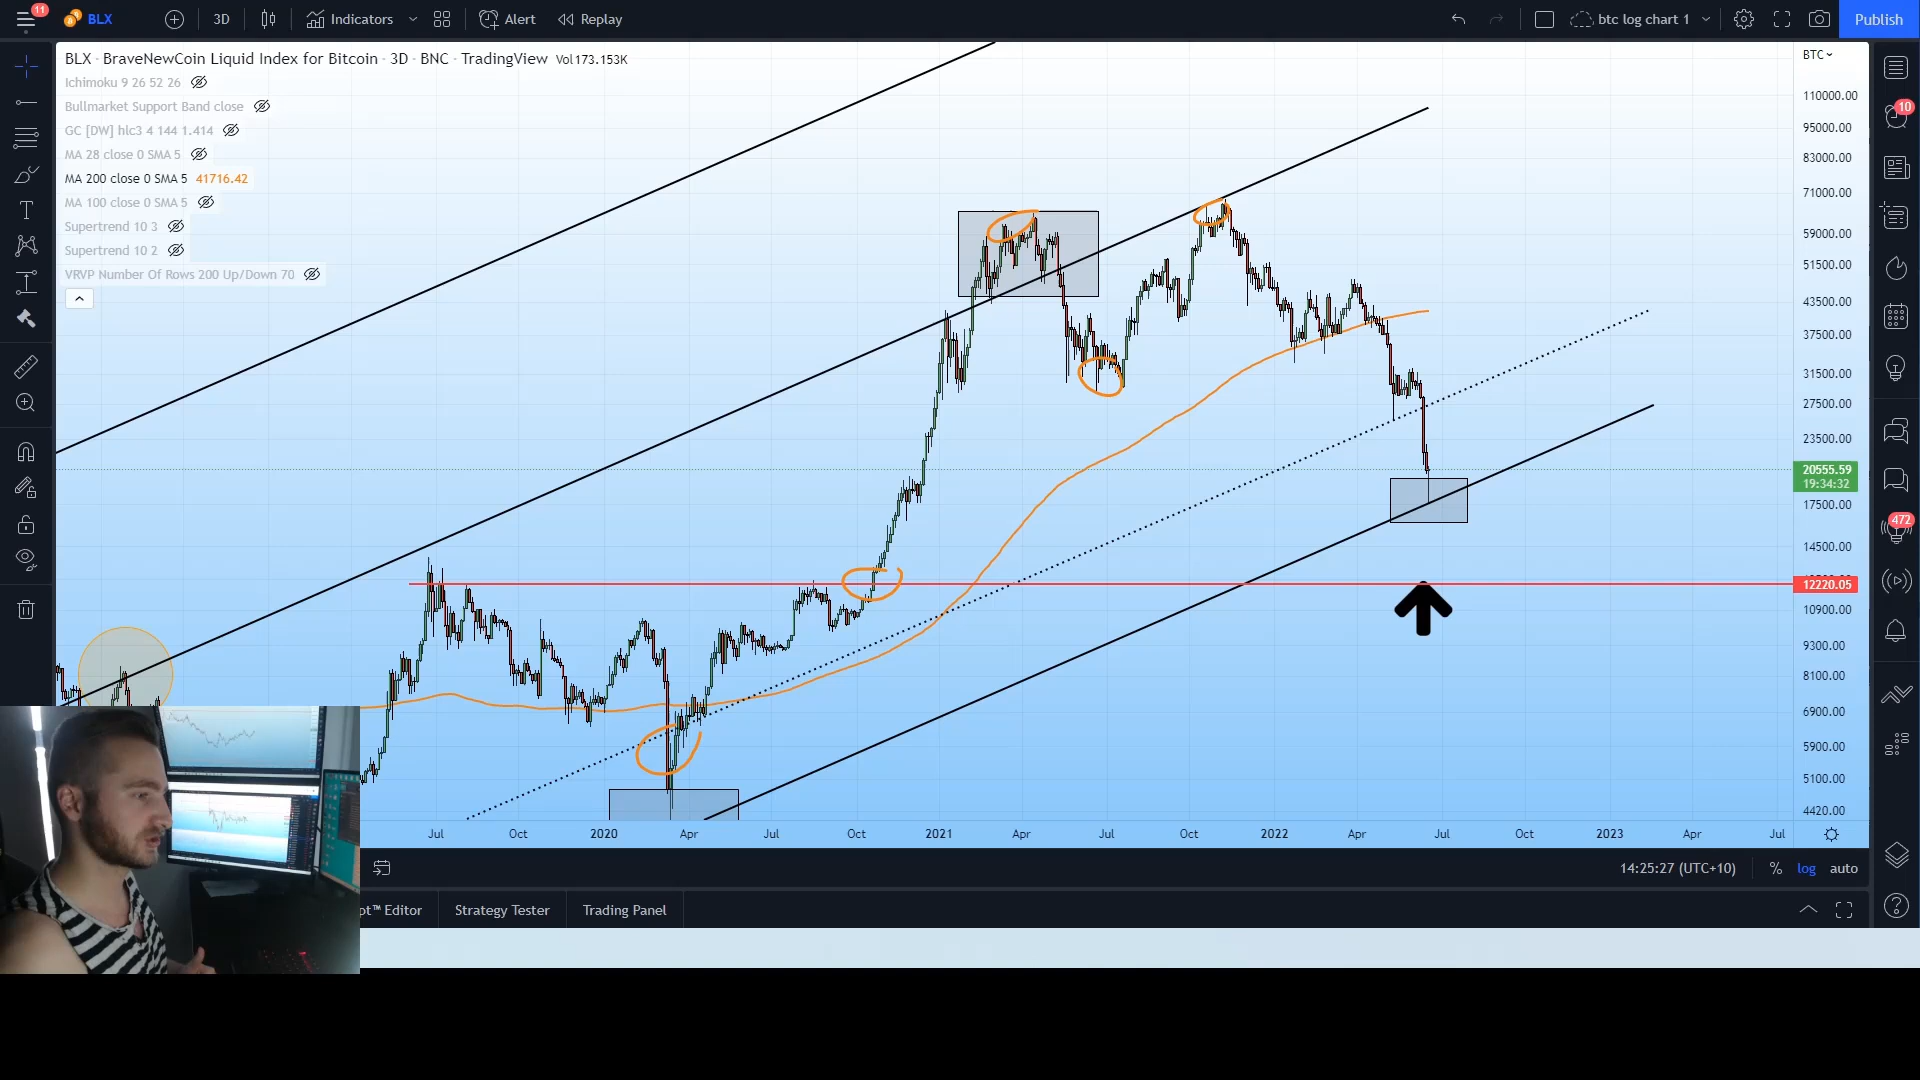 11
BLX
3D
Indicators
Alert
Replay
btc log chart 1
Publish
BLX · BraveNewCoin Liquid Index for Bitcoin · 3D · BNC · TradingView Vol173.153K
Ichimoku 9 26 52 26
Bullmarket Support Band close
GC [DW] hlc3 4 144 1.414
MA 28 close 0 SMA 5
MA 200 close 0 SMA 5 41716.42
MA 100 close 0 SMA 5
Supertrend 10 3
Supertrend 10 2
VRVP Number Of Rows 200 Up/Down 70
BTC
110000.00
95000.00
83000.00
71000.00
59000.00
51500.00
43500.00
37500.00
31500.00
27500.00
23500.00
20555.59
19:34:32
17500.00
14500.00
12220.05
10900.00
9300.00
8100.00
6900.00
5900.00
5100.00
4420.00
10
472
Jul Oct 2020 Apr Jul Oct 2021 Apr Jul Oct 2022 Apr Jul Oct 2023 Apr Jul
14:25:27 (UTC+10) % log auto
pt™ Editor Strategy Tester Trading Panel